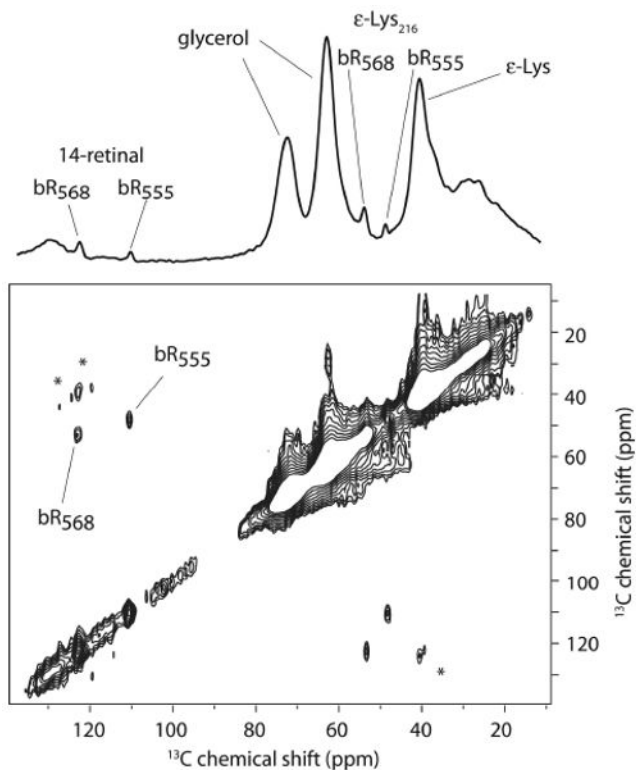 ε-Lys216
glycerol
bR568
bR555
ε-Lys
14-retinal
bR568
bR555
*
*
bR555
bR568
*
20
40
60
80
100
120
13C chemical shift (ppm)
120
100
80
60
40
20
13C chemical shift (ppm)